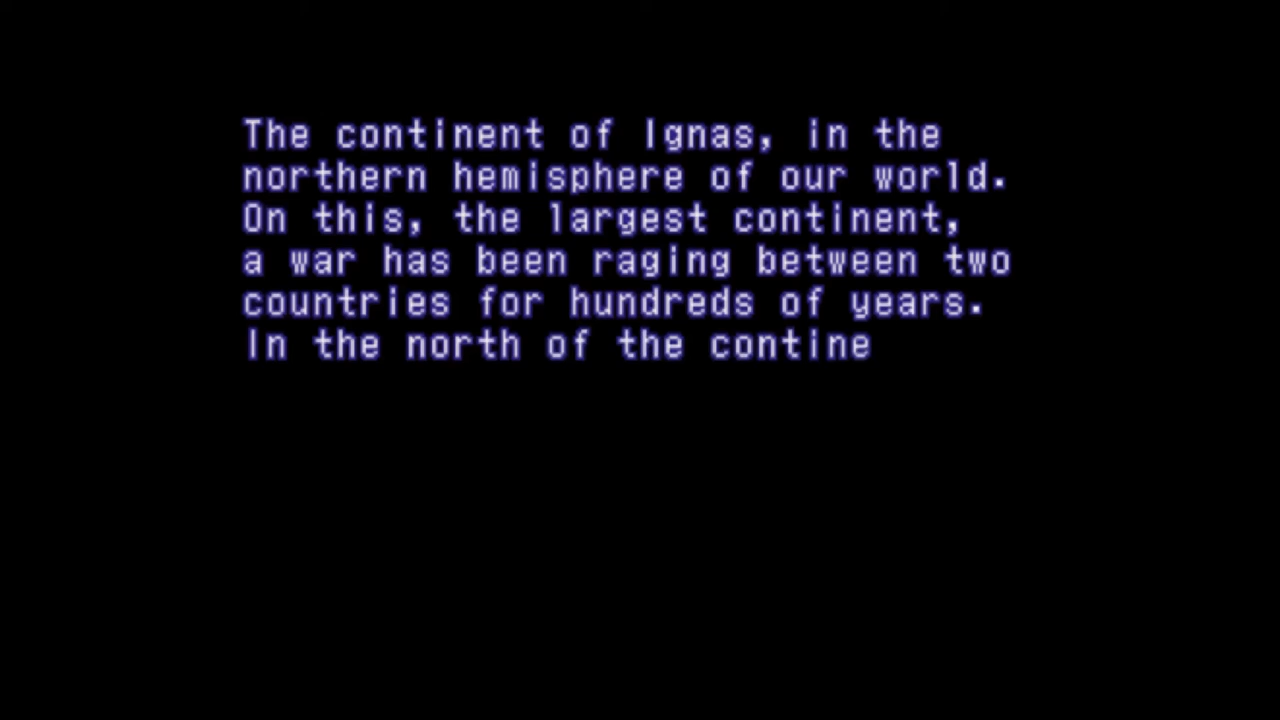 The continent of Ignas, in the
northern hemisphere of our world.
On this, the largest continent,
a war has been raging between two
countries for hundreds of years.
In the north of the contine